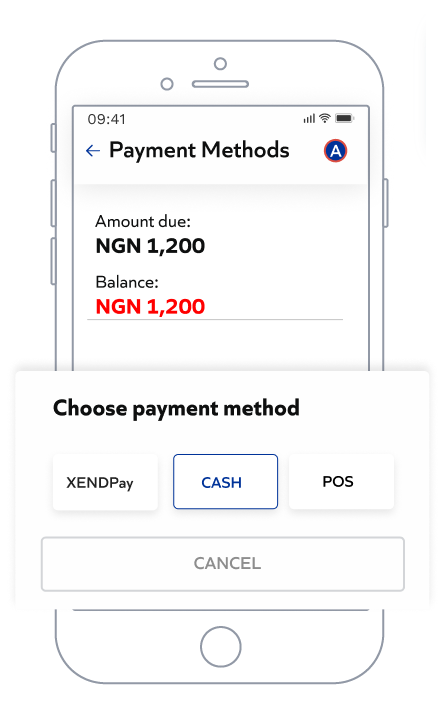 09:41
← Payment Methods A
Amount due:
NGN 1,200
Balance:
NGN 1,200
Choose payment method
XENDPay CASH POS
CANCEL